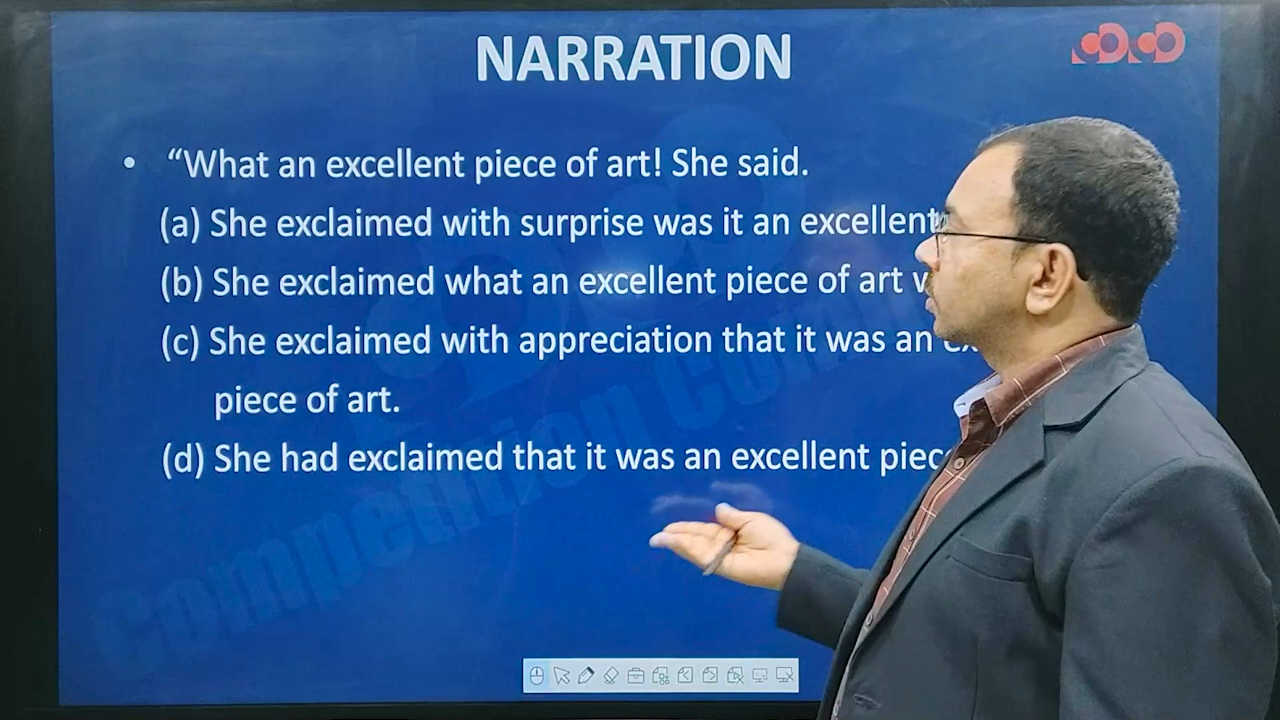 NARRATION
• “What an excellent piece of art! She said.
(a) She exclaimed with surprise was it an excellent
(b) She exclaimed what an excellent piece of art
(c) She exclaimed with appreciation that it was an
piece of art.
(d) She had exclaimed that it was an excellent
Competition Com